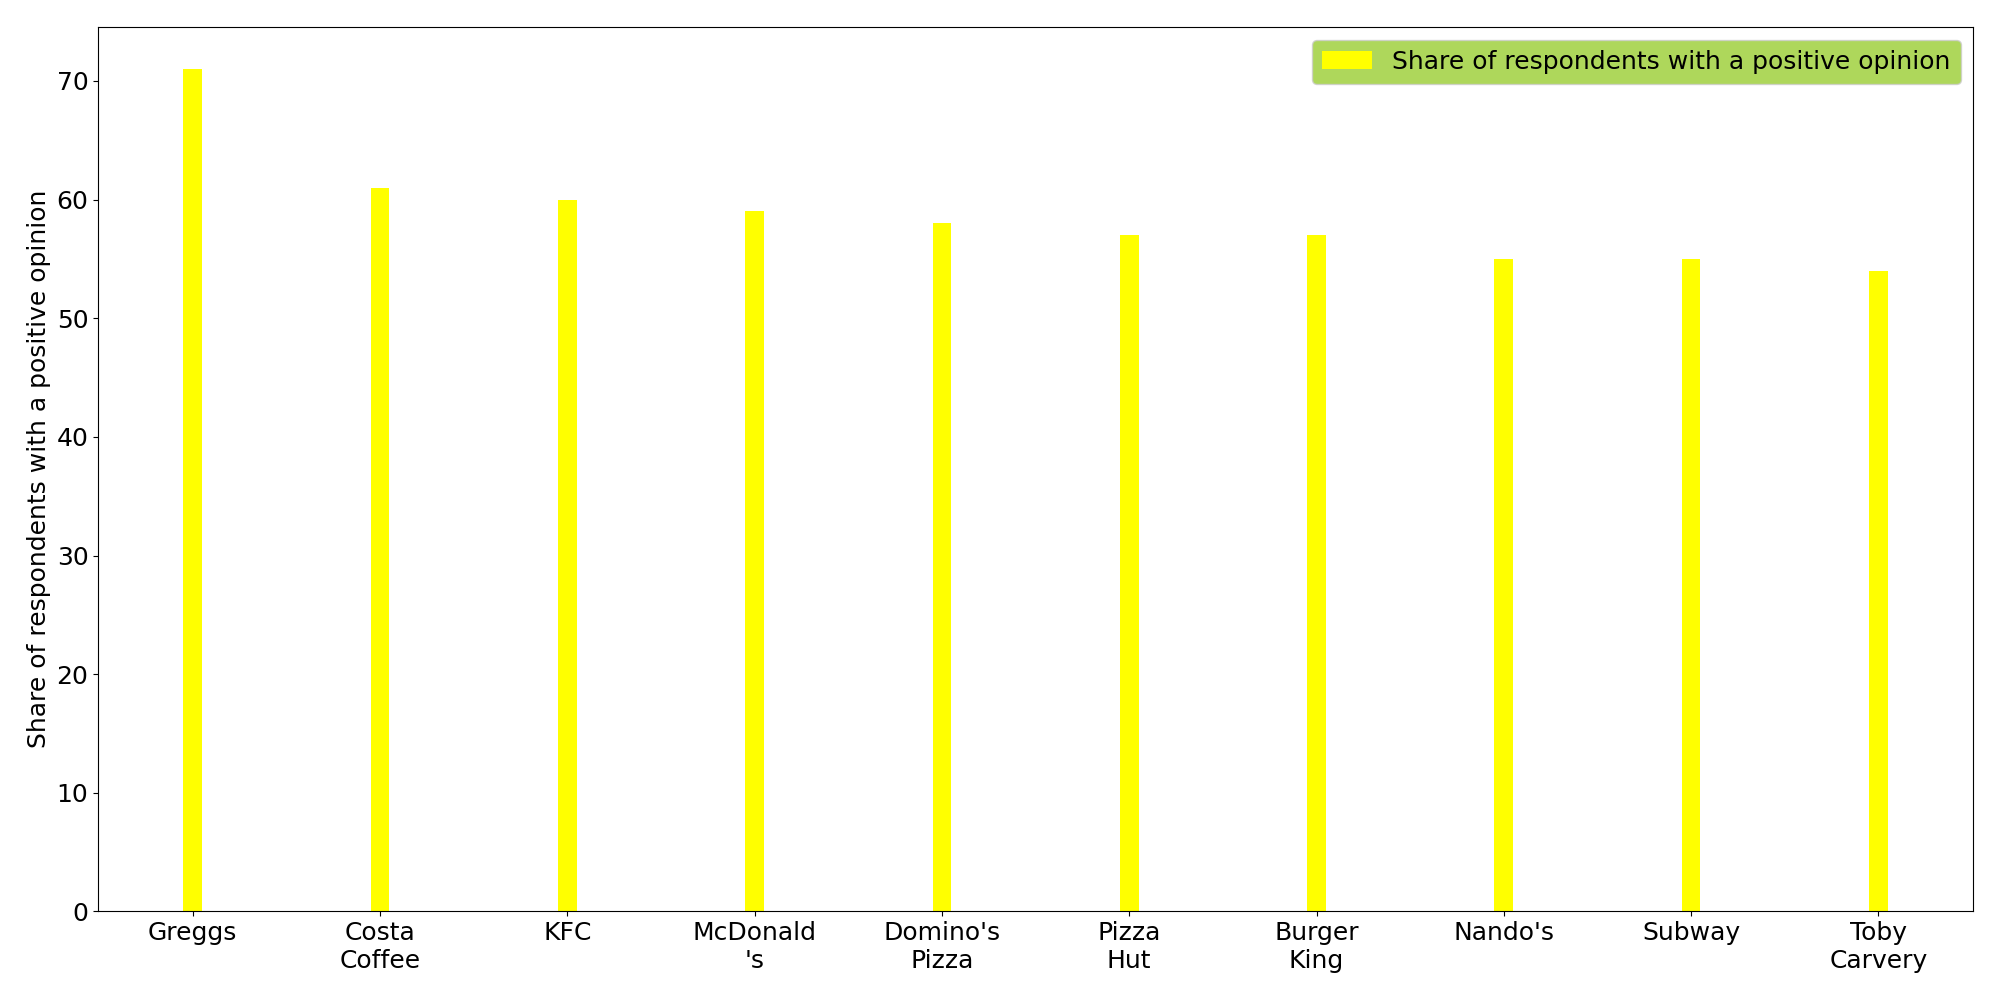 Share of respondents with a positive opinion
Share of respondents with a positive opinion
70
60
50
40
30
20
10
0
Greggs
Costa
Coffee
KFC
McDonald
's
Domino's
Pizza
Pizza
Hut
Burger
King
Nando's
Subway
Toby
Carvery